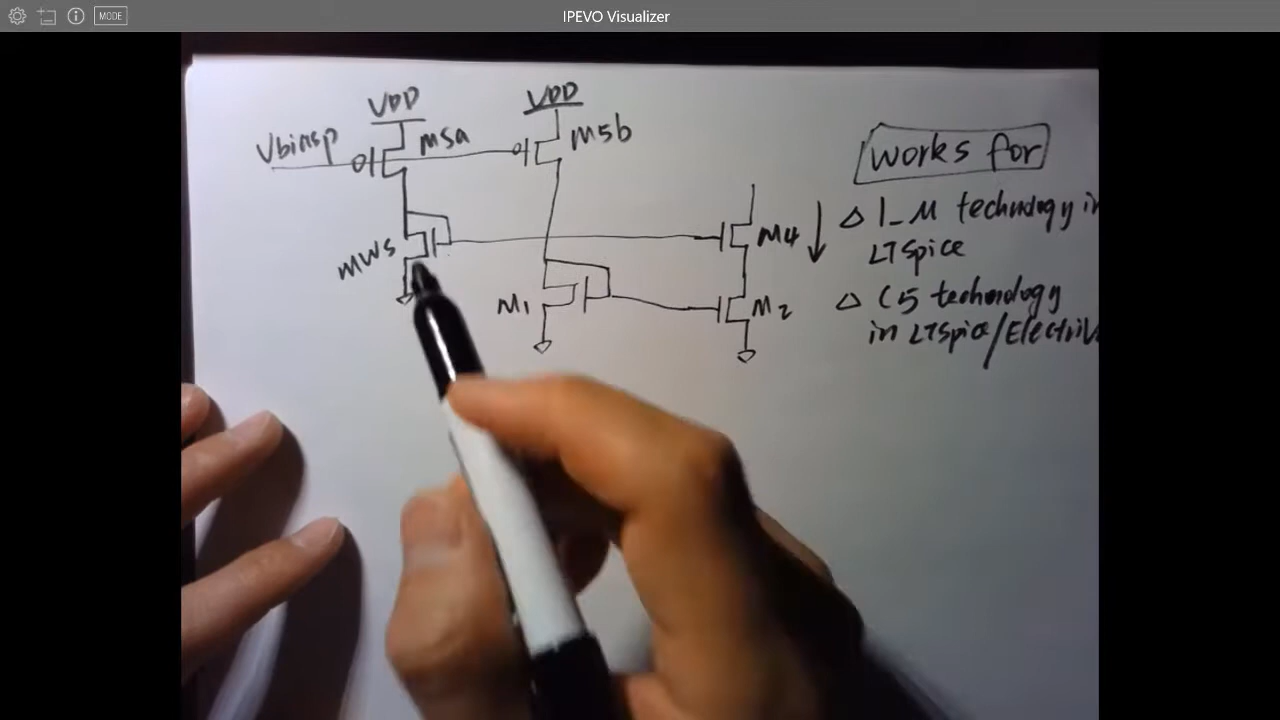 MODE
IPEVO Visualizer
VDD
VDD
Vbiasp
M5a
M5b
MWS
M1
M4
M2
Works for
△ 1_M technology in
LTSpice
△ C5 technology
in LTSpice/Electric